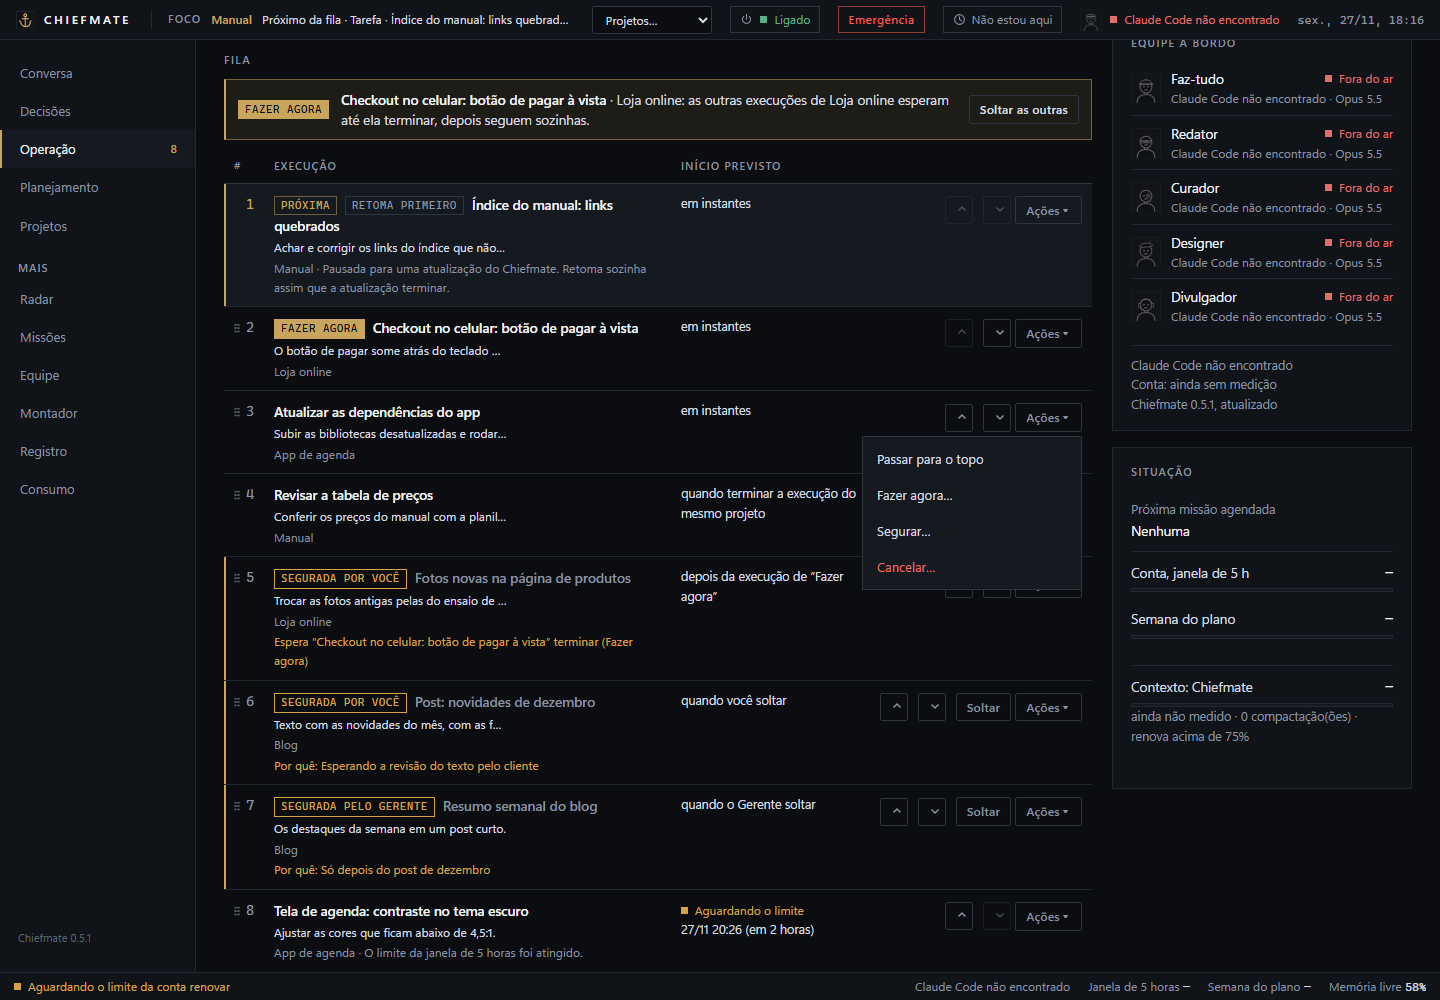 CHIEFMATE
FOCO Manual Próximo da fila · Tarefa · Índice do manual: links quebrad...
Projetos...
Ligado
Emergência
Não estou aqui
Claude Code não encontrado
sex., 27/11, 18:16
Conversa
Decisões
Operação 8
Planejamento
Projetos
MAIS
Radar
Missões
Equipe
Montador
Registro
Consumo
Chiefmate 0.5.1
FILA
FAZER AGORA
Checkout no celular: botão de pagar à vista · Loja online: as outras execuções de Loja online esperam
até ela terminar, depois seguem sozinhas.
Soltar as outras
# EXECUÇÃO INÍCIO PREVISTO
1 PRÓXIMA RETOMA PRIMEIRO Índice do manual: links
quebrados
Achar e corrigir os links do índice que não...
Manual · Pausada para uma atualização do Chiefmate. Retoma sozinha
assim que a atualização terminar.
em instantes
Ações
2 FAZER AGORA Checkout no celular: botão de pagar à vista
O botão de pagar some atrás do teclado ...
Loja online
em instantes
Ações
3 Atualizar as dependências do app
Subir as bibliotecas desatualizadas e rodar...
App de agenda
em instantes
Ações
Passar para o topo
Fazer agora...
Segurar...
Cancelar...
4 Revisar a tabela de preços
Conferir os preços do manual com a planil...
Manual
quando terminar a execução do
mesmo projeto
5 SEGURADA POR VOCÊ Fotos novas na página de produtos
Trocar as fotos antigas pelas do ensaio de ...
Loja online
Espera “Checkout no celular: botão de pagar à vista” terminar (Fazer
agora)
depois da execução de “Fazer
agora”
6 SEGURADA POR VOCÊ Post: novidades de dezembro
Texto com as novidades do mês, com as f...
Blog
Por quê: Esperando a revisão do texto pelo cliente
quando você soltar
Soltar
Ações
7 SEGURADA PELO GERENTE Resumo semanal do blog
Os destaques da semana em um post curto.
Blog
Por quê: Só depois do post de dezembro
quando o Gerente soltar
Soltar
Ações
8 Tela de agenda: contraste no tema escuro
Ajustar as cores que ficam abaixo de 4,5:1.
App de agenda · O limite da janela de 5 horas foi atingido.
Aguardando o limite
27/11 20:26 (em 2 horas)
Ações
EQUIPE A BORDO
Faz-tudo Fora do ar
Claude Code não encontrado · Opus 5.5
Redator Fora do ar
Claude Code não encontrado · Opus 5.5
Curador Fora do ar
Claude Code não encontrado · Opus 5.5
Designer Fora do ar
Claude Code não encontrado · Opus 5.5
Divulgador Fora do ar
Claude Code não encontrado · Opus 5.5
Claude Code não encontrado
Conta: ainda sem medição
Chiefmate 0.5.1, atualizado
SITUAÇÃO
Próxima missão agendada
Nenhuma
Conta, janela de 5 h –
Semana do plano –
Contexto: Chiefmate –
ainda não medido · 0 compactação(ões) ·
renova acima de 75%
Aguardando o limite da conta renovar
Claude Code não encontrado
Janela de 5 horas –
Semana do plano –
Memória livre 58%